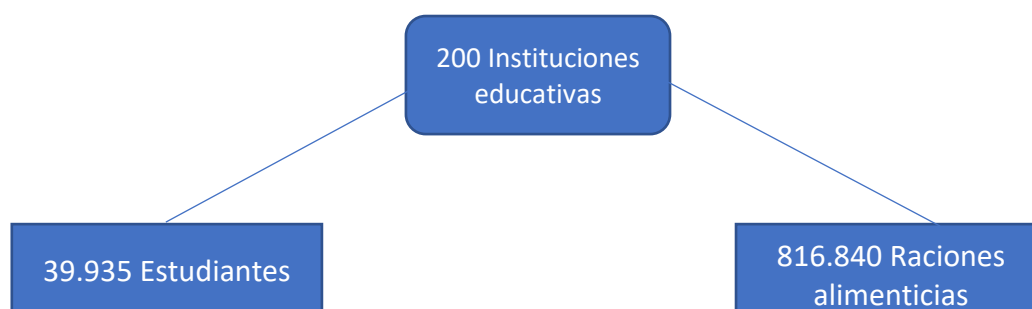 200 Instituciones
educativas
39.935 Estudiantes
816.840 Raciones
alimenticias